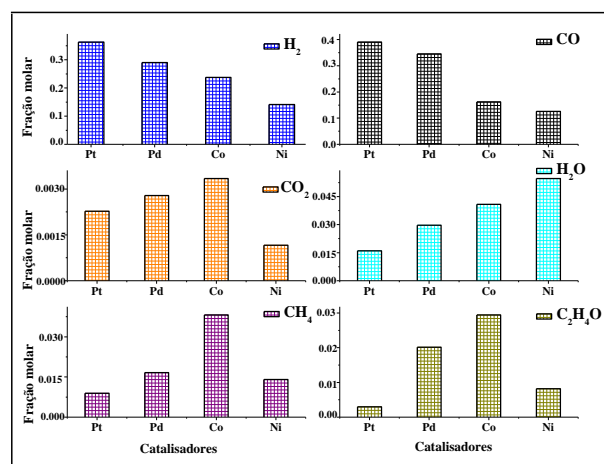 H₂
Fração molar
0.3
0.2
0.1
0.0
Pt Pd Co Ni
CO
0.4
0.3
0.2
0.1
0.0
Pt Pd Co Ni
CO₂
Fração molar
0.0030
0.0015
0.0000
Pt Pd Co Ni
H₂O
0.045
0.030
0.015
0.000
Pt Pd Co Ni
CH₄
Fração molar
0.030
0.015
0.000
Pt Pd Co Ni
Catalisadores
C₂H₄O
0.03
0.02
0.01
0.00
Pt Pd Co Ni
Catalisadores